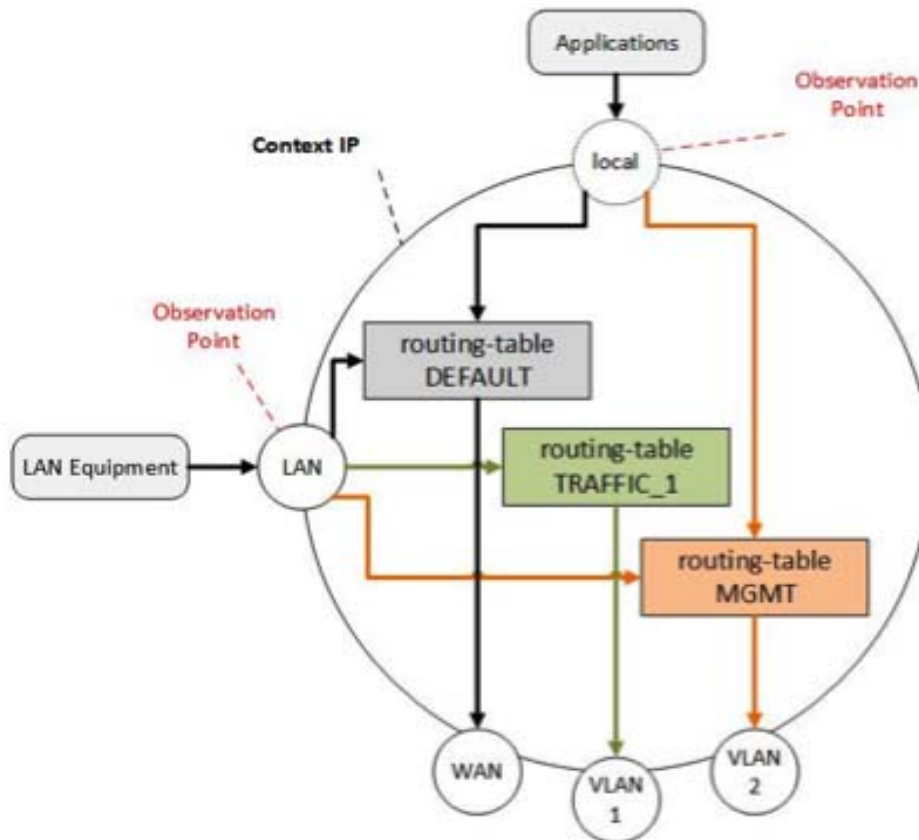 Applications
Observation
Point
Context IP
local
Observation
Point
routing-table
DEFAULT
LAN Equipment
LAN
routing-table
TRAFFIC_1
routing-table
MGMT
WAN
VLAN
1
VLAN
2